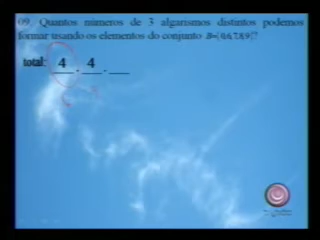 09. Quantos números de 3 algarismos distintos podemos
formar usando os elementos do conjunto B={0,6,7,8,9}?
total: 4 . 4 . ___